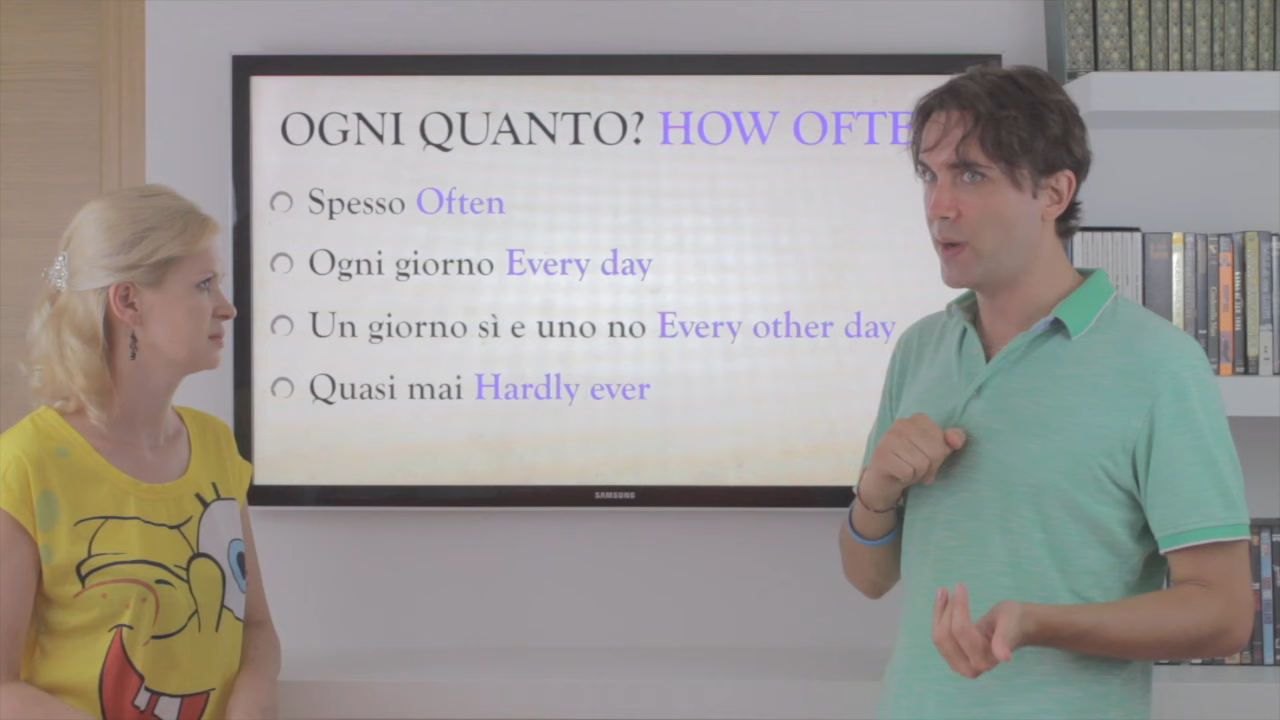 OGNI QUANTO? HOW OFTE
Spesso Often
Ogni giorno Every day
Un giorno sì e uno no Every other day
Quasi mai Hardly ever
SAMSUNG